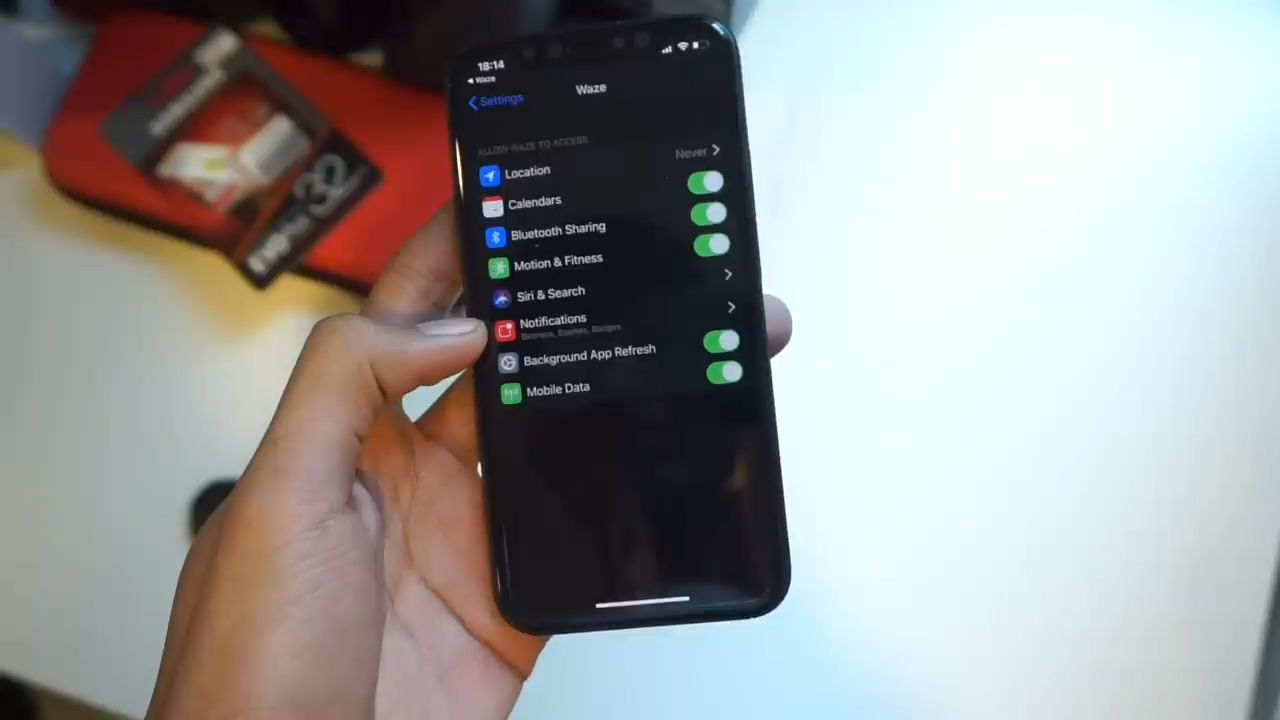 18:14
◀ Waze
Settings
Waze
ALLOW WAZE TO ACCESS
Location
Never
Calendars
Bluetooth Sharing
Motion & Fitness
Siri & Search
Notifications
Banners, Sounds, Badges
Background App Refresh
Mobile Data
32
EVO